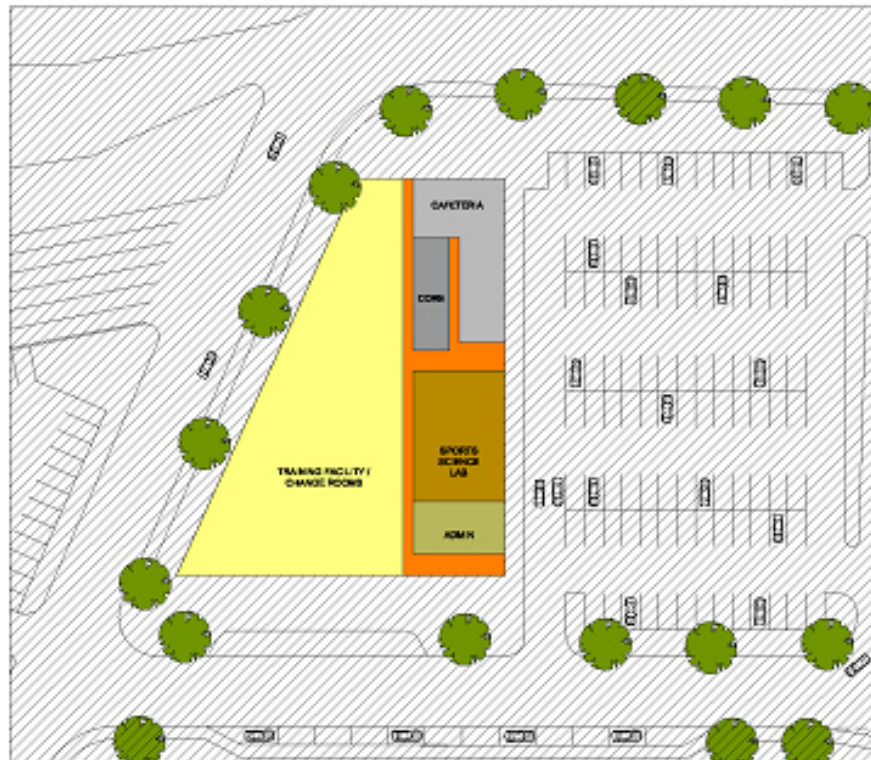 CAFETERIA
CORE
SPORTS
SCIENCE
LAB
TRAINING FACILITY /
CHANGE ROOMS
ADMIN